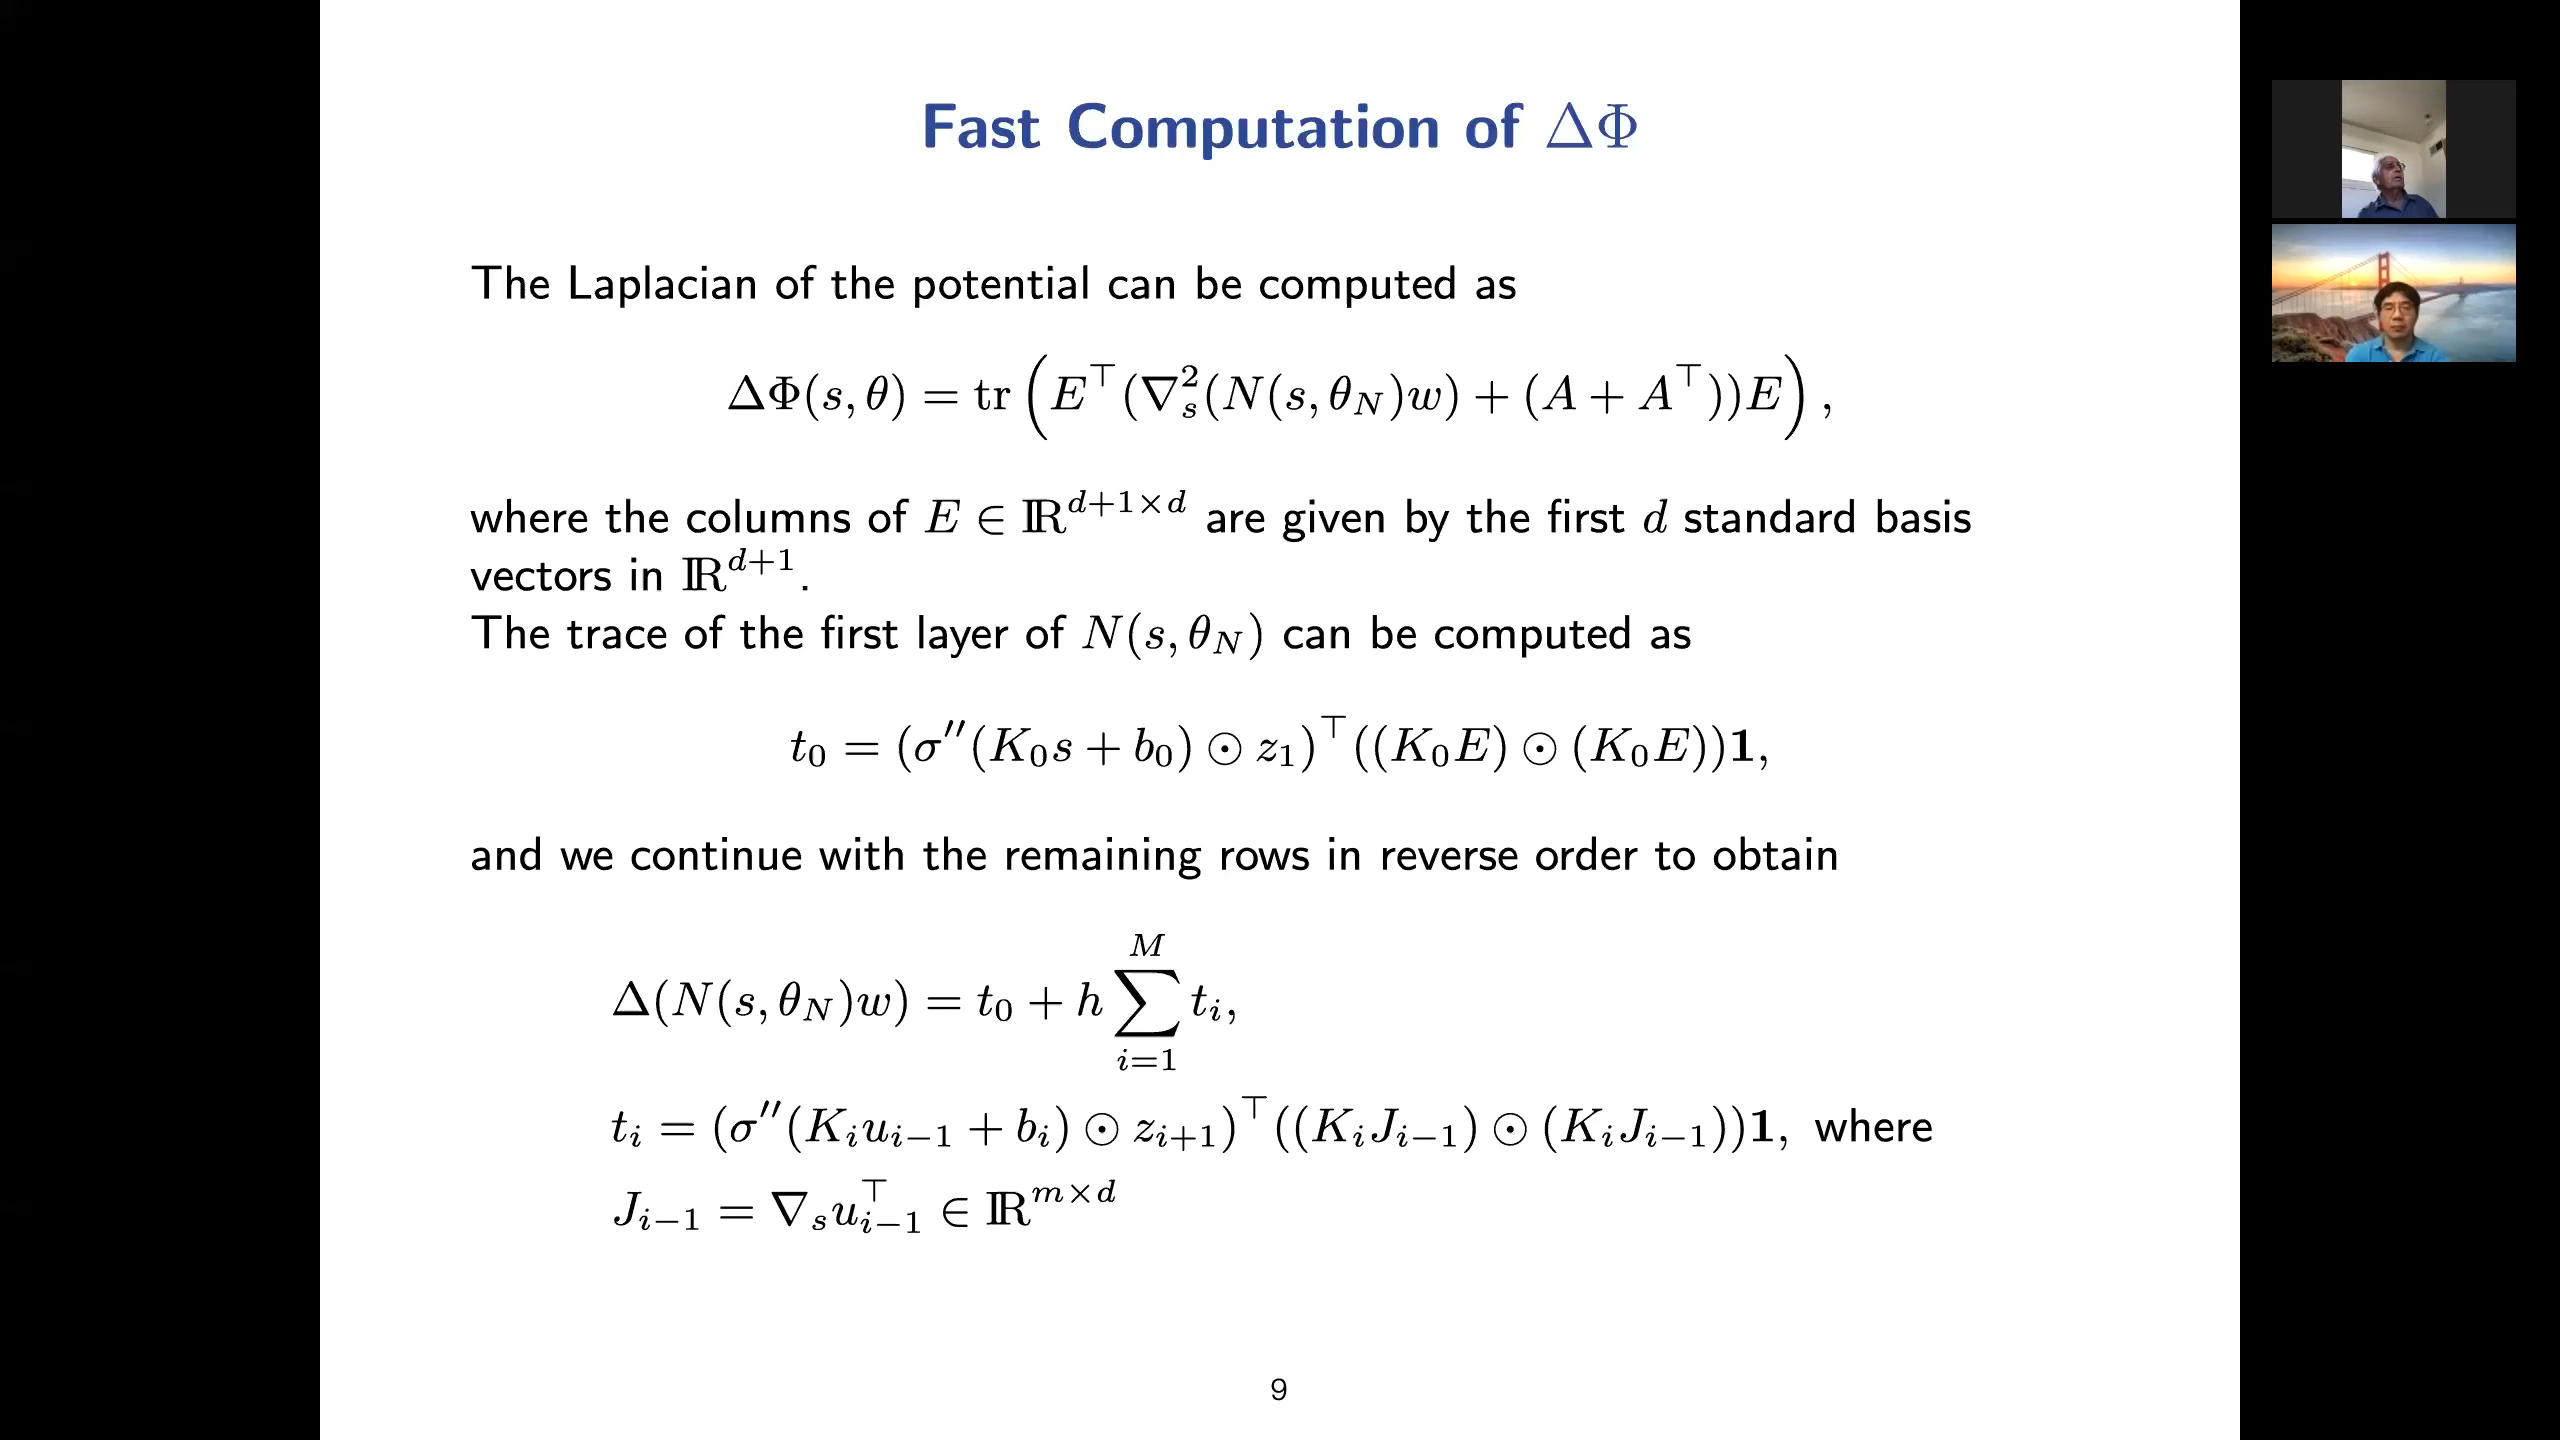 Fast Computation of ΔΦ
The Laplacian of the potential can be computed as
ΔΦ(s, θ) = tr (E^⊤(∇_s^2(N(s, θ_N)w) + (A + A^⊤))E),
where the columns of E ∈ ℝ^{d+1×d} are given by the first d standard basis
vectors in ℝ^{d+1}.
The trace of the first layer of N(s, θ_N) can be computed as
t_0 = (σ″(K_0s + b_0) ⊙ z_1)^⊤((K_0E) ⊙ (K_0E))𝟏,
and we continue with the remaining rows in reverse order to obtain
Δ(N(s, θ_N)w) = t_0 + h ∑_{i=1}^{M} t_i,
t_i = (σ″(K_iu_{i−1} + b_i) ⊙ z_{i+1})^⊤((K_iJ_{i−1}) ⊙ (K_iJ_{i−1}))𝟏, where
J_{i−1} = ∇_su_{i−1}^⊤ ∈ ℝ^{m×d}
9